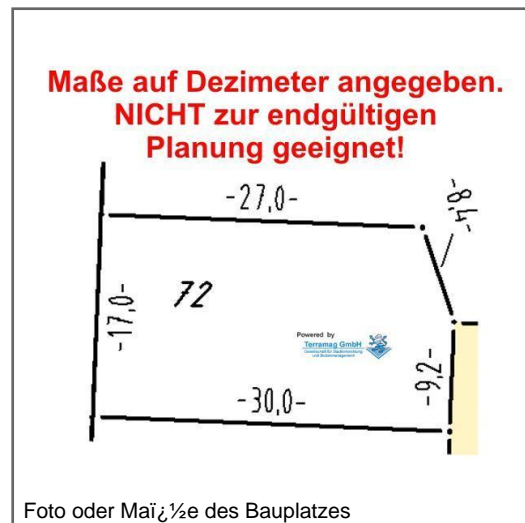 Maße auf Dezimeter angegeben.
NICHT zur endgültigen
Planung geeignet!
-27,0-
-8,4-
72
-17,0-
Powered by
Terramag GmbH
-9,2-
-30,0-
Foto oder Maï¿½e des Bauplatzes